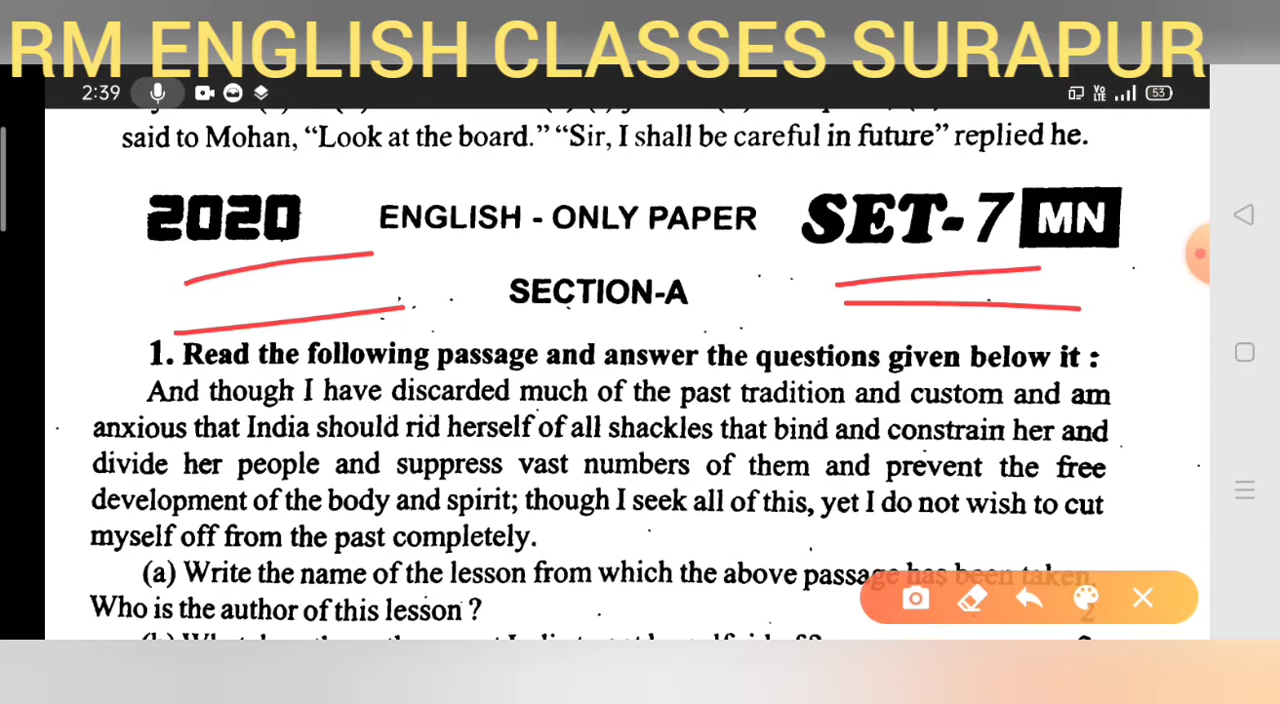 RM ENGLISH CLASSES SURAPUR
2:39
53
said to Mohan, “Look at the board.” “Sir, I shall be careful in future” replied he.
2020 ENGLISH - ONLY PAPER SET-7 MN
SECTION-A
1. Read the following passage and answer the questions given below it :
And though I have discarded much of the past tradition and custom and am
anxious that India should rid herself of all shackles that bind and constrain her and
divide her people and suppress vast numbers of them and prevent the free
development of the body and spirit; though I seek all of this, yet I do not wish to cut
myself off from the past completely.
(a) Write the name of the lesson from which the above passage has been taken.
Who is the author of this lesson ? 2